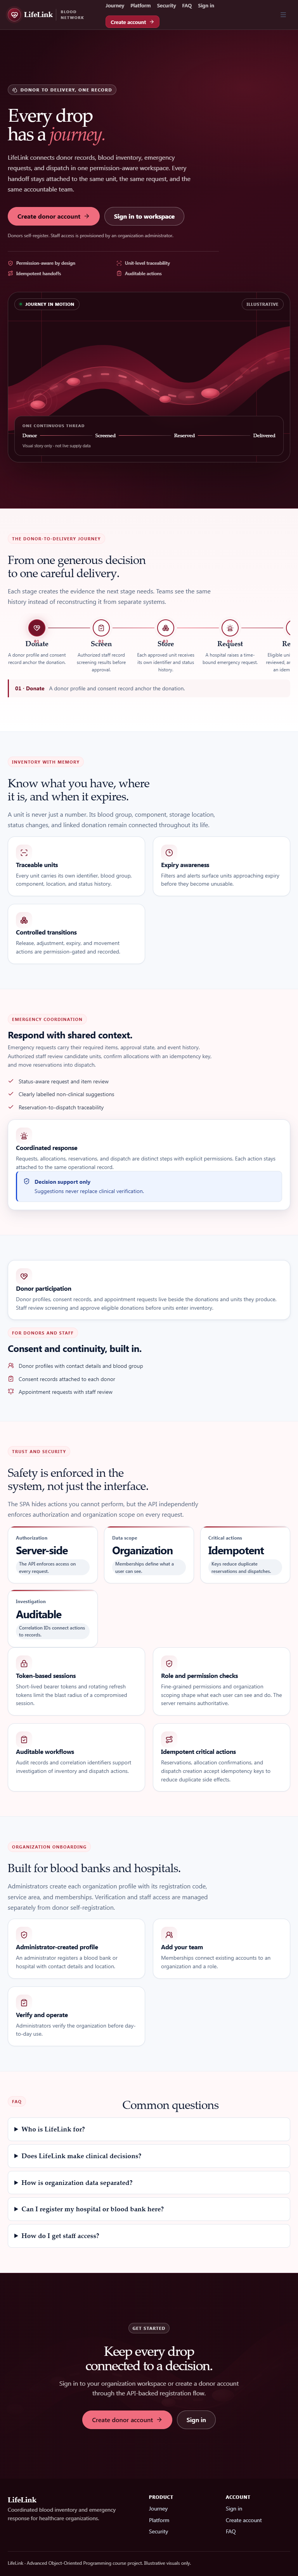 LifeLink
BLOOD
NETWORK
Journey Platform Security FAQ Sign in
Create account
DONOR TO DELIVERY, ONE RECORD
Every drop
has a journey.
LifeLink connects donor records, blood inventory, emergency
requests, and dispatch in one permission-aware workspace. Every
handoff stays attached to the same unit, the same request, and the
same accountable team.
Create donor account
Sign in to workspace
Donors self-register. Staff access is provisioned by an organization administrator.
Permission-aware by design
Unit-level traceability
Idempotent handoffs
Auditable actions
JOURNEY IN MOTION
ILLUSTRATIVE
ONE CONTINUOUS THREAD
Donor Screened Reserved Delivered
Visual story only - not live supply data
THE DONOR-TO-DELIVERY JOURNEY
From one generous decision
to one careful delivery.
Each stage creates the evidence the next stage needs. Teams see the same
history instead of reconstructing it from separate systems.
01
Donate
A donor profile and consent
record anchor the donation.
02
Screen
Authorized staff record
screening results before
approval.
03
Store
Each approved unit receives
its own identifier and status
history.
04
Request
A hospital raises a time-
bound emergency request.
Re
Eligible uni
reviewed, a
an idem
01 · Donate A donor profile and consent record anchor the donation.
INVENTORY WITH MEMORY
Know what you have, where
it is, and when it expires.
A unit is never just a number. Its blood group, component, storage location,
status changes, and linked donation remain connected throughout its life.
Traceable units
Every unit carries its own identifier, blood group,
component, location, and status history.
Expiry awareness
Filters and alerts surface units approaching expiry
before they become unusable.
Controlled transitions
Release, adjustment, expiry, and movement
actions are permission-gated and recorded.
EMERGENCY COORDINATION
Respond with shared context.
Emergency requests carry their required items, approval state, and event history.
Authorized staff review candidate units, confirm allocations with an idempotency key,
and move reservations into dispatch.
Status-aware request and item review
Clearly labelled non-clinical suggestions
Reservation-to-dispatch traceability
Coordinated response
Requests, allocations, reservations, and dispatch are distinct steps with explicit permissions. Each action stays
attached to the same operational record.
Decision support only
Suggestions never replace clinical verification.
Donor participation
Donor profiles, consent records, and appointment requests live beside the donations and units they produce.
Staff review screening and approve eligible donations before units enter inventory.
FOR DONORS AND STAFF
Consent and continuity, built in.
Donor profiles with contact details and blood group
Consent records attached to each donor
Appointment requests with staff review
TRUST AND SECURITY
Safety is enforced in the
system, not just the interface.
The SPA hides actions you cannot perform, but the API independently
enforces authorization and organization scope on every request.
Authorization
Server-side
The API enforces access on
every request.
Data scope
Organization
Memberships define what a
user can see.
Critical actions
Idempotent
Keys reduce duplicate
reservations and dispatches.
Investigation
Auditable
Correlation IDs connect actions
to records.
Token-based sessions
Short-lived bearer tokens and rotating refresh
tokens limit the blast radius of a compromised
session.
Role and permission checks
Fine-grained permissions and organization
scoping shape what each user can see and do. The
server remains authoritative.
Auditable workflows
Audit records and correlation identifiers support
investigation of inventory and dispatch actions.
Idempotent critical actions
Reservations, allocation confirmations, and
dispatch creation accept idempotency keys to
reduce duplicate side effects.
ORGANIZATION ONBOARDING
Built for blood banks and hospitals.
Administrators create each organization profile with its registration code,
service area, and memberships. Verification and staff access are managed
separately from donor self-registration.
Administrator-created profile
An administrator registers a blood bank or
hospital with contact details and location.
Add your team
Memberships connect existing accounts to an
organization and a role.
Verify and operate
Administrators verify the organization before day-
to-day use.
FAQ
Common questions
Who is LifeLink for?
Does LifeLink make clinical decisions?
How is organization data separated?
Can I register my hospital or blood bank here?
How do I get staff access?
GET STARTED
Keep every drop
connected to a decision.
Sign in to your organization workspace or create a donor account
through the API-backed registration flow.
Create donor account
Sign in
LifeLink
Coordinated blood inventory and emergency
response for healthcare organizations.
PRODUCT
Journey
Platform
Security
ACCOUNT
Sign in
Create account
FAQ
LifeLink - Advanced Object-Oriented Programming course project. Illustrative visuals only.